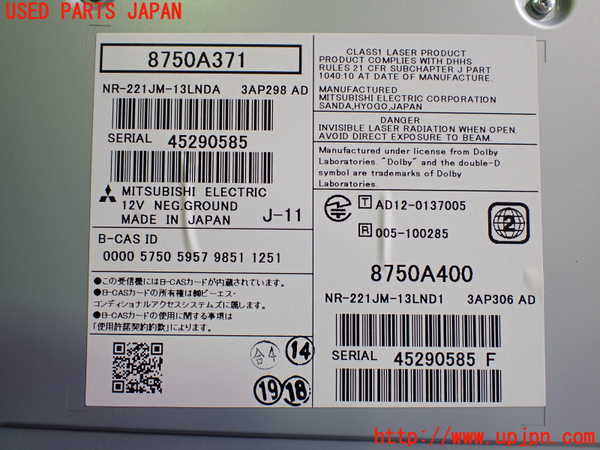 USED PARTS JAPAN
8750A371
NR-221JM-13LNDA 3AP298 AD
SERIAL 45290585
MITSUBISHI ELECTRIC
12V NEG.GROUND
MADE IN JAPAN J-11
B-CAS ID
0000 5750 5957 9851 1251
●この受信機にはB-CASカードが内蔵されています。
●B-CASカードの所有権は㈱ビーエス・
コンディショナルアクセスシステムズに属します。
●B-CASカードの使用に関する事項は
「使用許諾契約約款」によります。
合4 14
19 18
CLASS1 LASER PRODUCT
PRODUCT COMPLIES WITH DHHS
RULES 21 CFR SUBCHAPTER J PART
1040:10 AT DATE OF MANUFACTURE.
MANUFACTURED
MITSUBISHI ELECTRIC CORPORATION
SANDA,HYOGO,JAPAN
DANGER
INVISIBLE LASER RADIATION WHEN OPEN.
AVOID DIRECT EXPOSURE TO BEAM.
Manufactured under license from Dolby
Laboratories. "Dolby" and the double-D
symbol are trademarks of Dolby
Laboratories.
T AD12-0137005
R 005-100285
2
8750A400
NR-221JM-13LND1 3AP306 AD
SERIAL 45290585 F
http://www.upjpn.com/